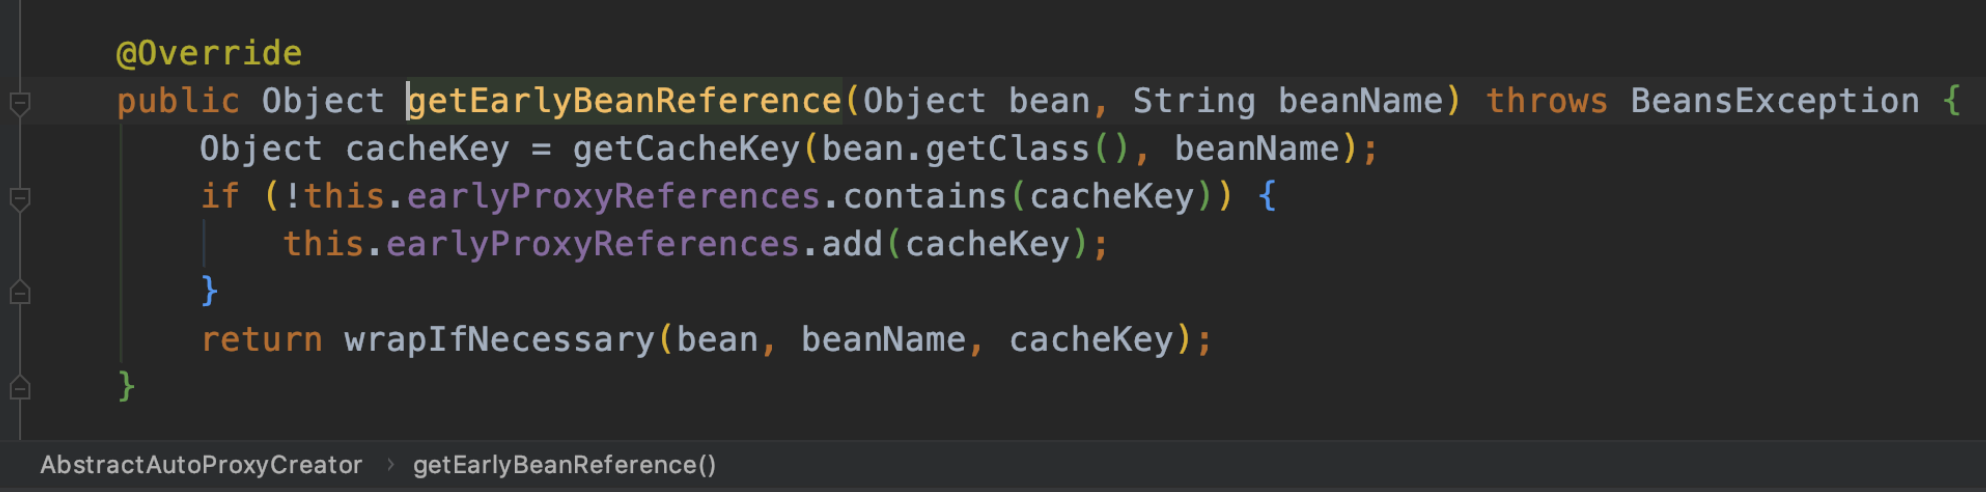 @Override
public Object getEarlyBeanReference(Object bean, String beanName) throws BeansException {
Object cacheKey = getCacheKey(bean.getClass(), beanName);
if (!this.earlyProxyReferences.contains(cacheKey)) {
this.earlyProxyReferences.add(cacheKey);
}
return wrapIfNecessary(bean, beanName, cacheKey);
}
AbstractAutoProxyCreator › getEarlyBeanReference()